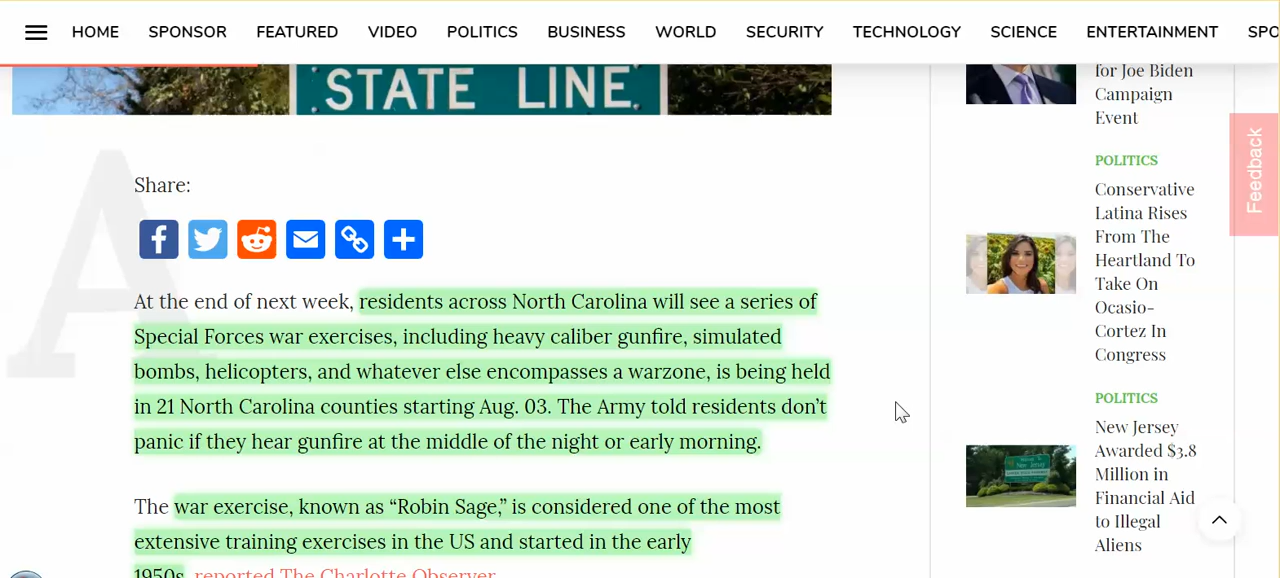 HOME SPONSOR FEATURED VIDEO POLITICS BUSINESS WORLD SECURITY TECHNOLOGY SCIENCE ENTERTAINMENT SPO
STATE LINE
Share:
At the end of next week, residents across North Carolina will see a series of
Special Forces war exercises, including heavy caliber gunfire, simulated
bombs, helicopters, and whatever else encompasses a warzone, is being held
in 21 North Carolina counties starting Aug. 03. The Army told residents don’t
panic if they hear gunfire at the middle of the night or early morning.
The war exercise, known as “Robin Sage,” is considered one of the most
extensive training exercises in the US and started in the early
1950s, reported The Charlotte Observer
for Joe Biden
Campaign
Event
POLITICS
Conservative
Latina Rises
From The
Heartland To
Take On
Ocasio-
Cortez In
Congress
POLITICS
New Jersey
Awarded $3.8
Million in
Financial Aid
to Illegal
Aliens
Feedback